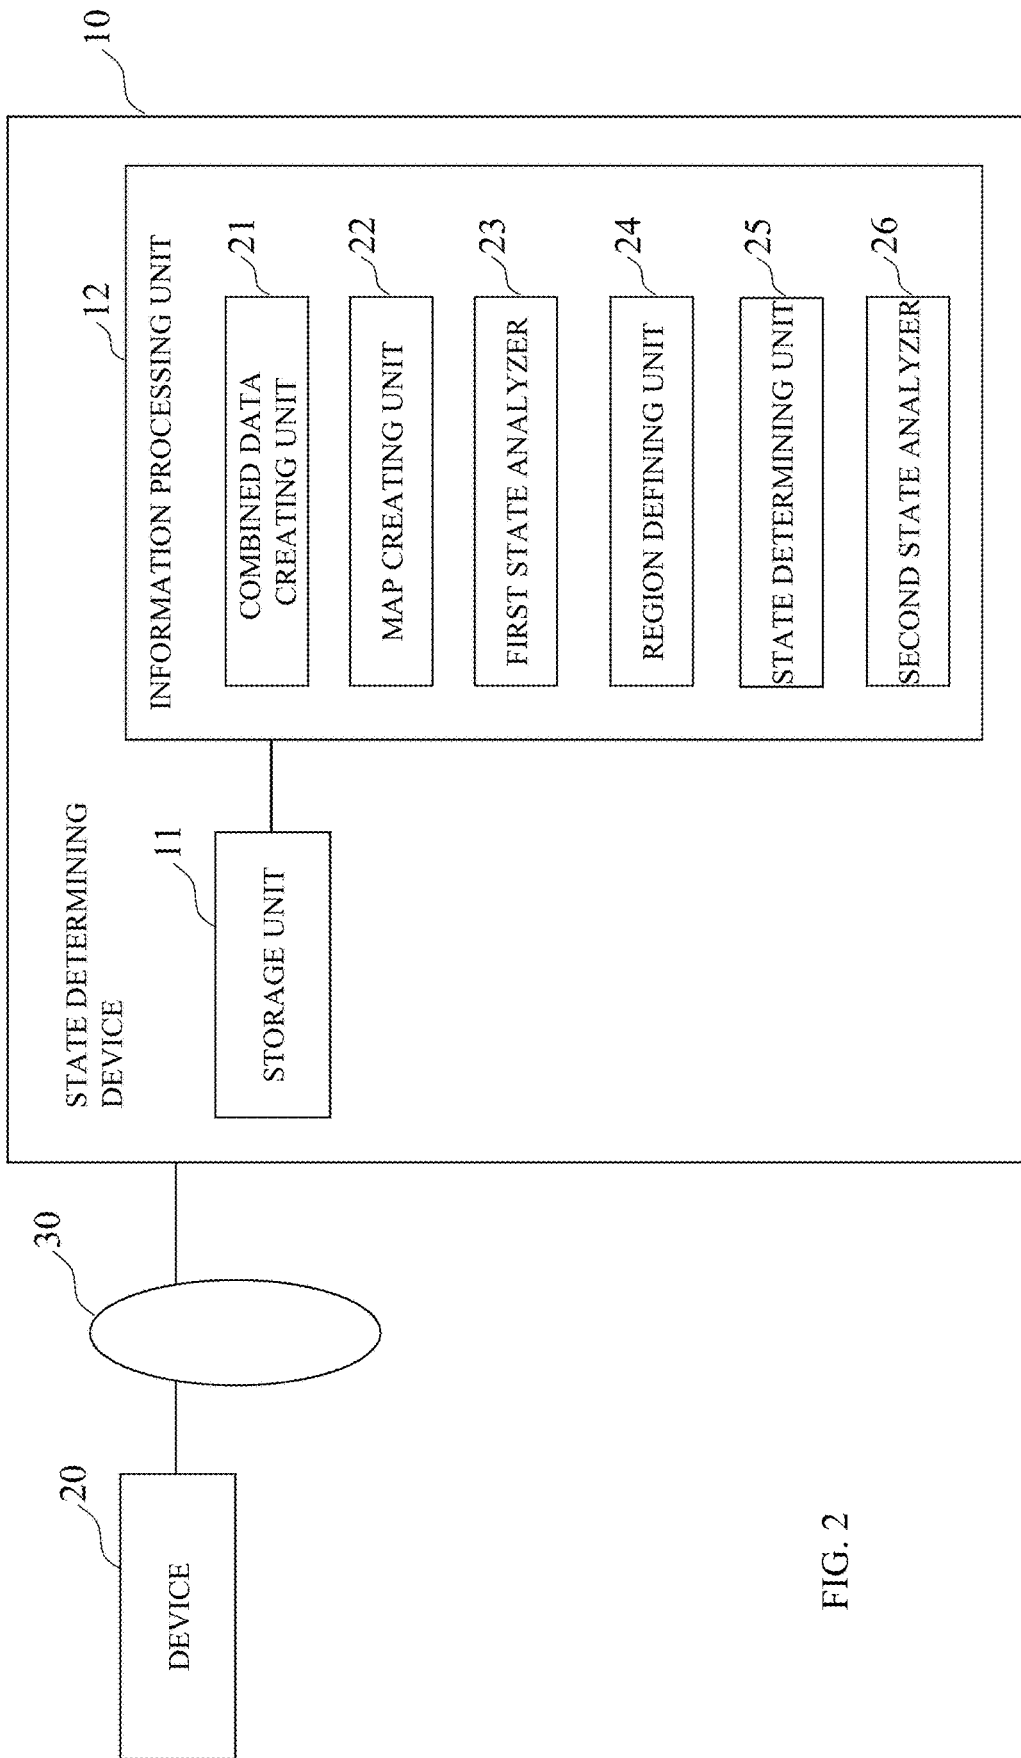 20
DEVICE
30
10
STATE DETERMINING
DEVICE
11
STORAGE UNIT
12
INFORMATION PROCESSING UNIT
21
COMBINED DATA
CREATING UNIT
22
MAP CREATING UNIT
23
FIRST STATE ANALYZER
24
REGION DEFINING UNIT
25
STATE DETERMINING UNIT
26
SECOND STATE ANALYZER
FIG. 2